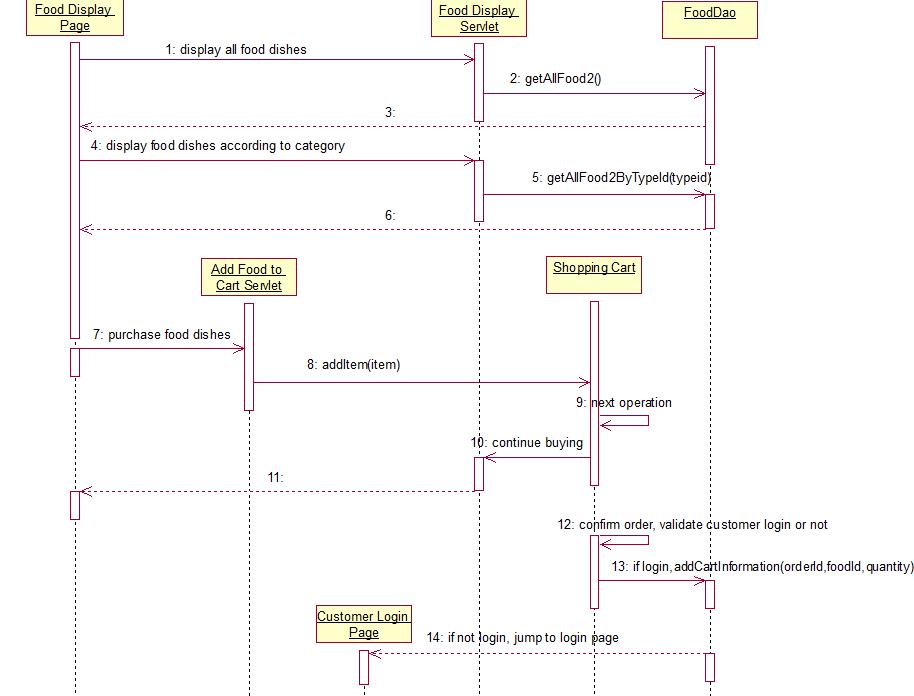 Food Display
Page
Food Display
Servlet
FoodDao
1: display all food dishes
2: getAllFood2()
3:
4: display food dishes according to category
5: getAllFood2ByTypeId(typeid)
6:
Add Food to
Cart Servlet
Shopping Cart
7: purchase food dishes
8: addItem(item)
9: next operation
10: continue buying
11:
12: confirm order, validate customer login or not
13: if login, addCartInformation(orderId,foodId,quantity)
Customer Login
Page
14: if not login, jump to login page